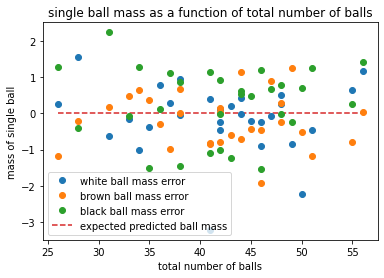 single ball mass as a function of total number of balls
mass of single ball
2
1
0
−1
−2
−3
white ball mass error
brown ball mass error
black ball mass error
expected predicted ball mass
25 30 35 40 45 50 55
total number of balls